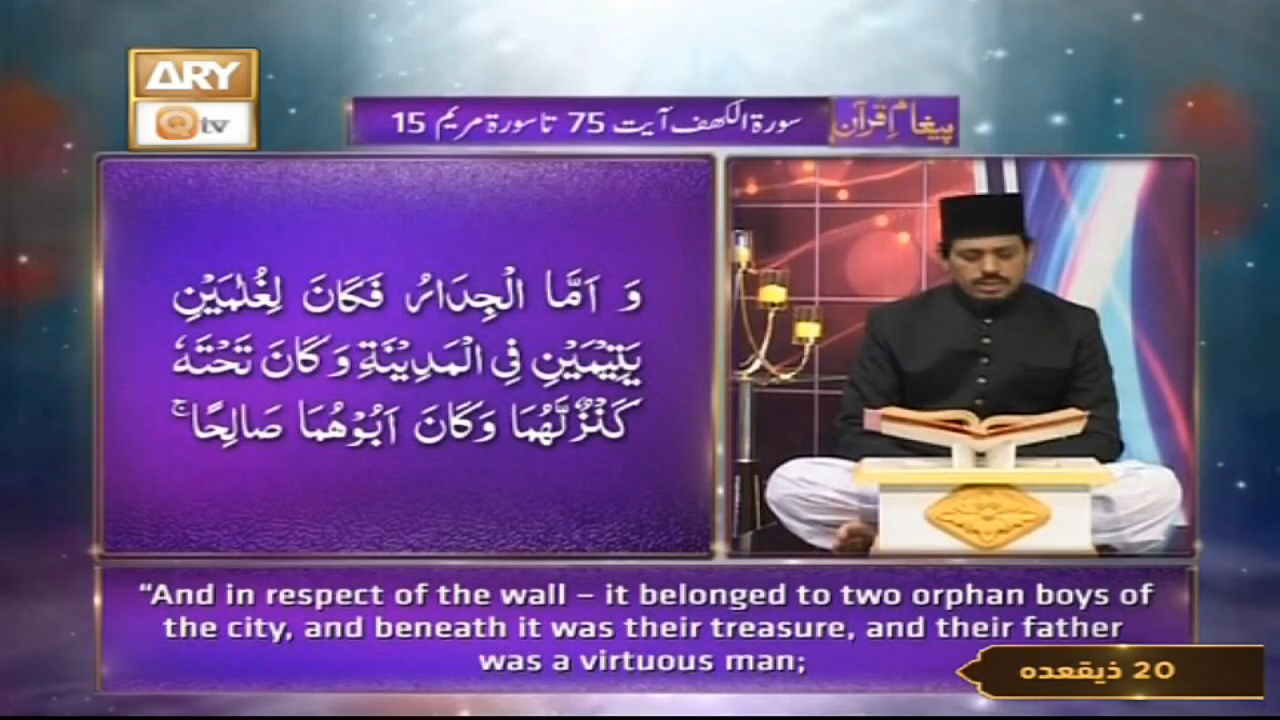 ARY
Qtv
پیغامِ قرآن
سورۃ الکھف آیت 75 تا سورۃ مریم 15
وَ اَمَّا الْجِدَارُ فَكَانَ لِغُلٰمَیْنِ
یَتِیْمَیْنِ فِی الْمَدِیْنَةِ وَ كَانَ تَحْتَهٗ
كَنْزٌ لَّهُمَا وَ كَانَ اَبُوْهُمَا صَالِحًاۚ
“And in respect of the wall – it belonged to two orphan boys of
the city, and beneath it was their treasure, and their father
was a virtuous man;
20 ذیقعدہ